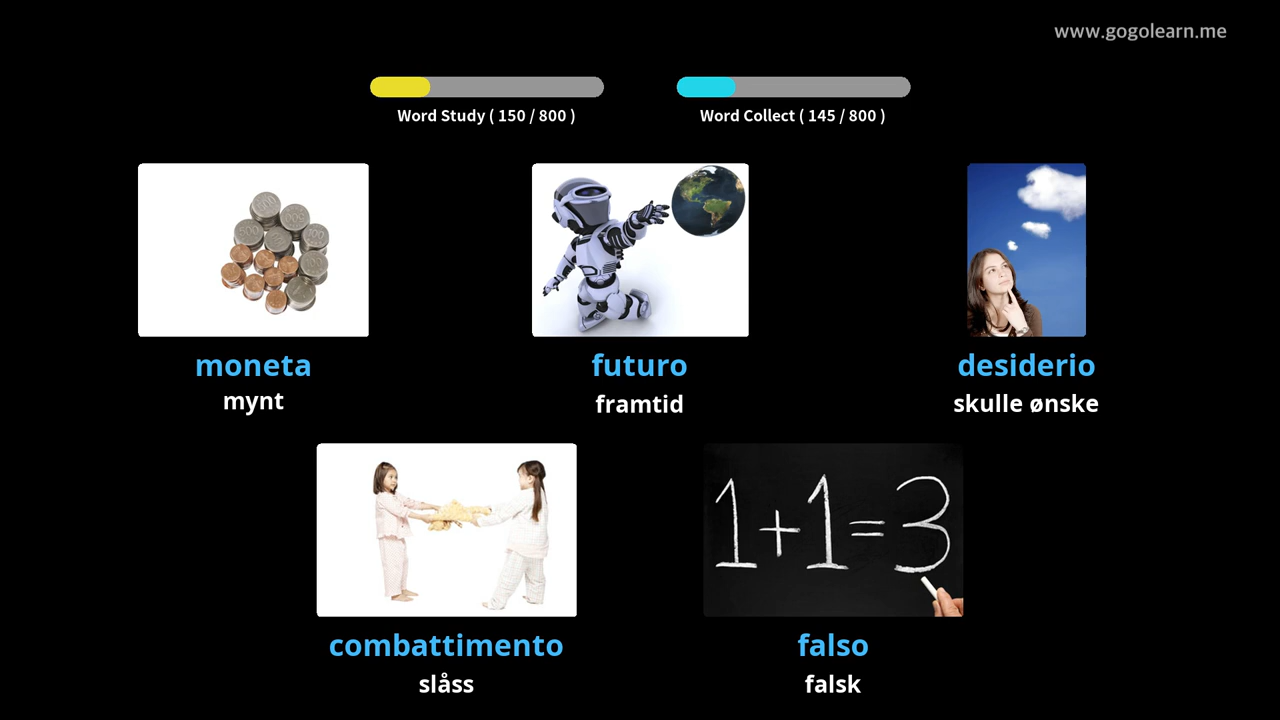 www.gogolearn.me
Word Study ( 150 / 800 )
Word Collect ( 145 / 800 )
moneta
mynt
futuro
framtid
desiderio
skulle ønske
1+1=3
combattimento
slåss
falso
falsk